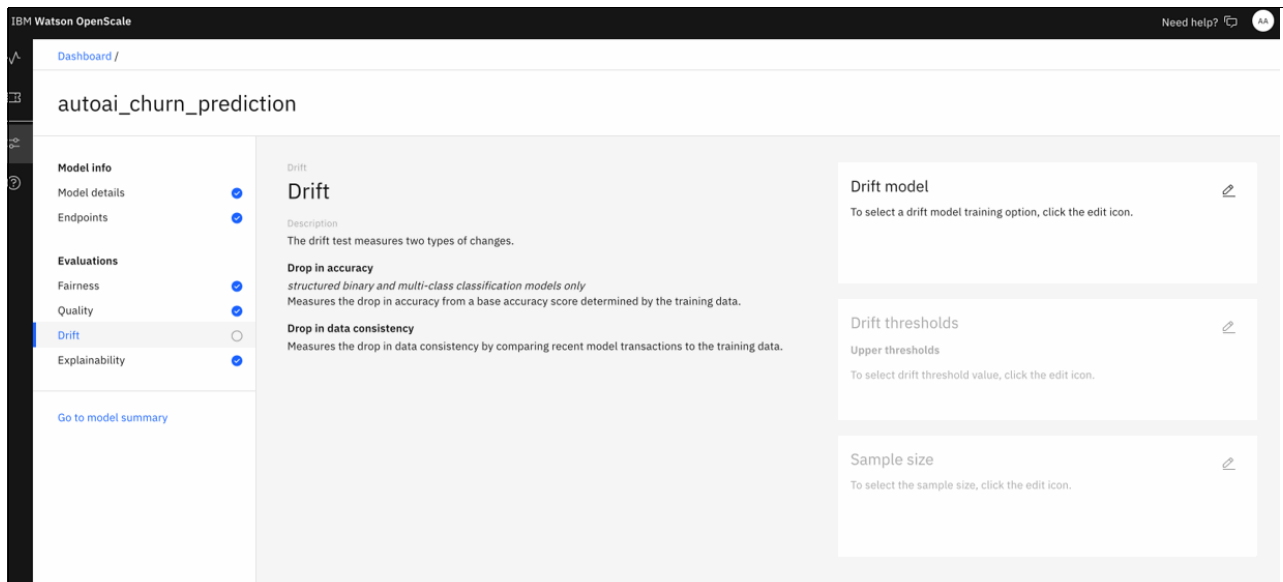 IBM Watson OpenScale
Need help?
AA
Dashboard /
autoai_churn_prediction
Model info
Model details
Endpoints
Evaluations
Fairness
Quality
Drift
Explainability
Go to model summary
Drift
Drift
Description
The drift test measures two types of changes.
Drop in accuracy
structured binary and multi-class classification models only
Measures the drop in accuracy from a base accuracy score determined by the training data.
Drop in data consistency
Measures the drop in data consistency by comparing recent model transactions to the training data.
Drift model
To select a drift model training option, click the edit icon.
Drift thresholds
Upper thresholds
To select drift threshold value, click the edit icon.
Sample size
To select the sample size, click the edit icon.